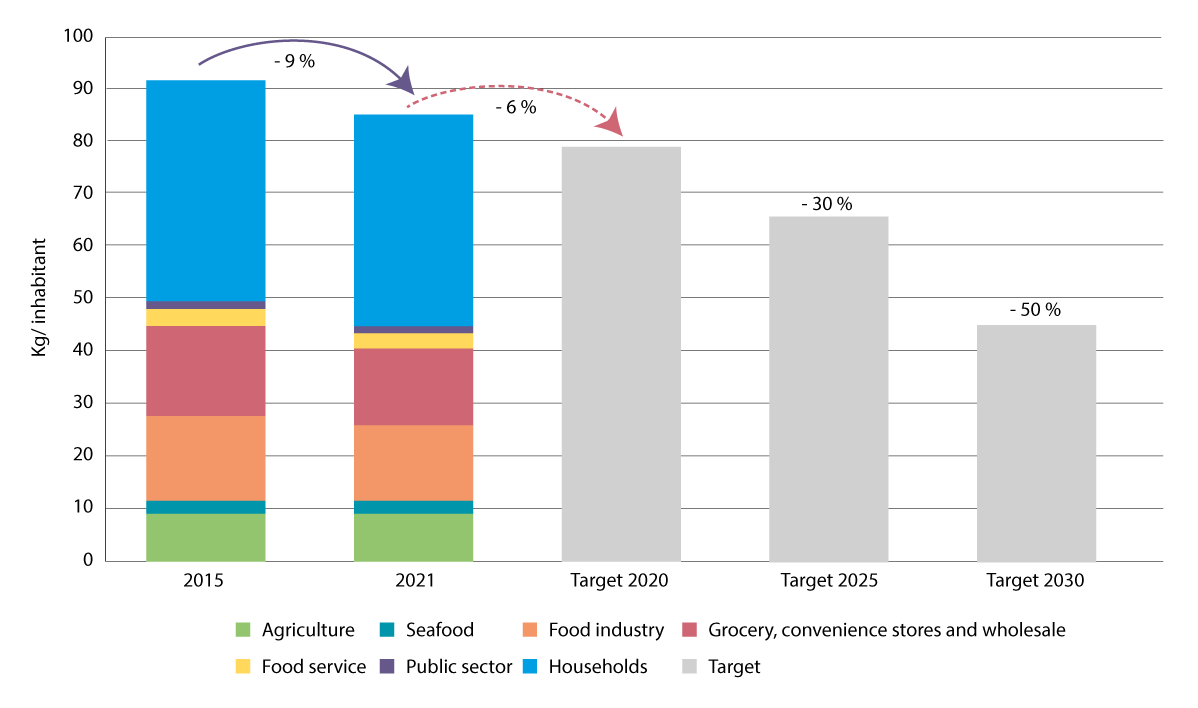 100
- 9 %
90
- 6 %
80
70
- 30 %
60
Kg/ inhabitant
50
- 50 %
40
30
20
10
0
2015 2021 Target 2020 Target 2025 Target 2030
Agriculture Seafood Food industry Grocery, convenience stores and wholesale
Food service Public sector Households Target